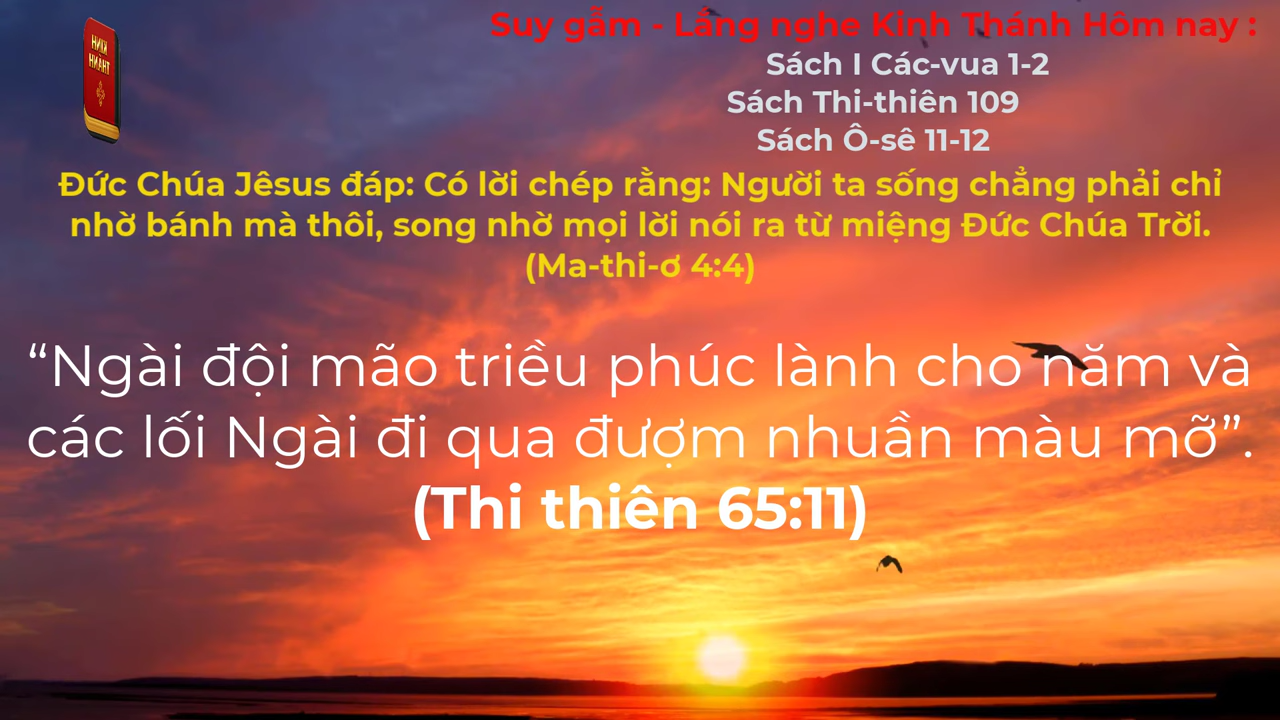 KINH
THÁNH
Suy gẫm - Lắng nghe Kinh Thánh Hôm nay :
Sách I Các-vua 1-2
Sách Thi-thiên 109
Sách Ô-sê 11-12
Đức Chúa Jêsus đáp: Có lời chép rằng: Người ta sống chẳng phải chỉ
nhờ bánh mà thôi, song nhờ mọi lời nói ra từ miệng Đức Chúa Trời.
(Ma-thi-ơ 4:4)
“Ngài đội mão triều phúc lành cho năm và
các lối Ngài đi qua đượm nhuần màu mỡ”.
(Thi thiên 65:11)